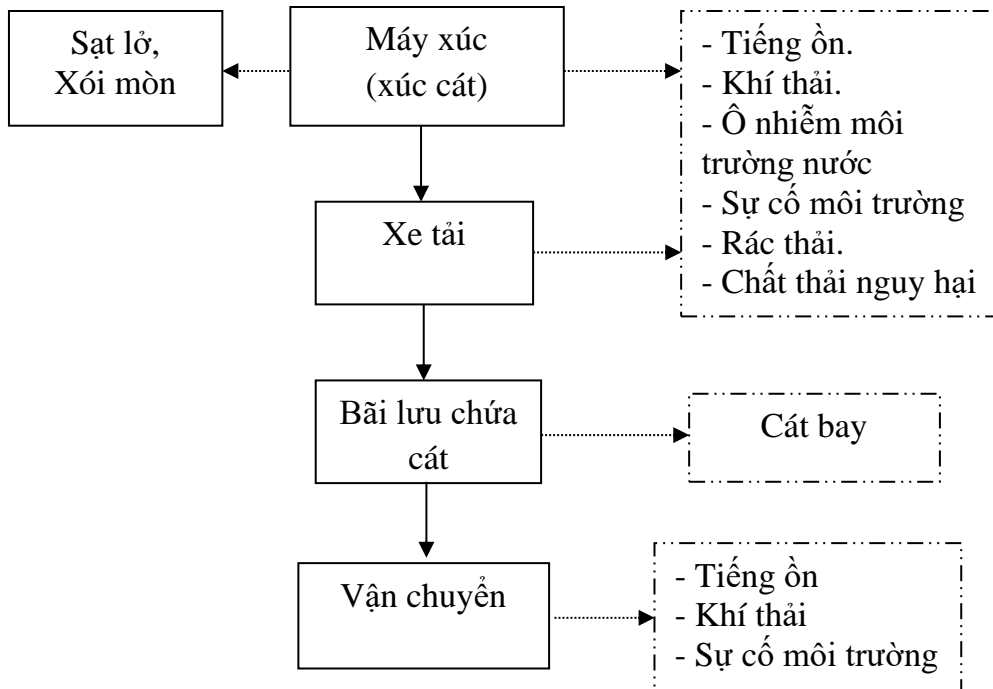 Sạt lở,
Xói mòn
Máy xúc
(xúc cát)
- Tiếng ồn.
- Khí thải.
- Ô nhiễm môi
trường nước
- Sự cố môi trường
- Rác thải.
- Chất thải nguy hại
Xe tải
Bãi lưu chứa
cát
Cát bay
Vận chuyển
- Tiếng ồn
- Khí thải
- Sự cố môi trường